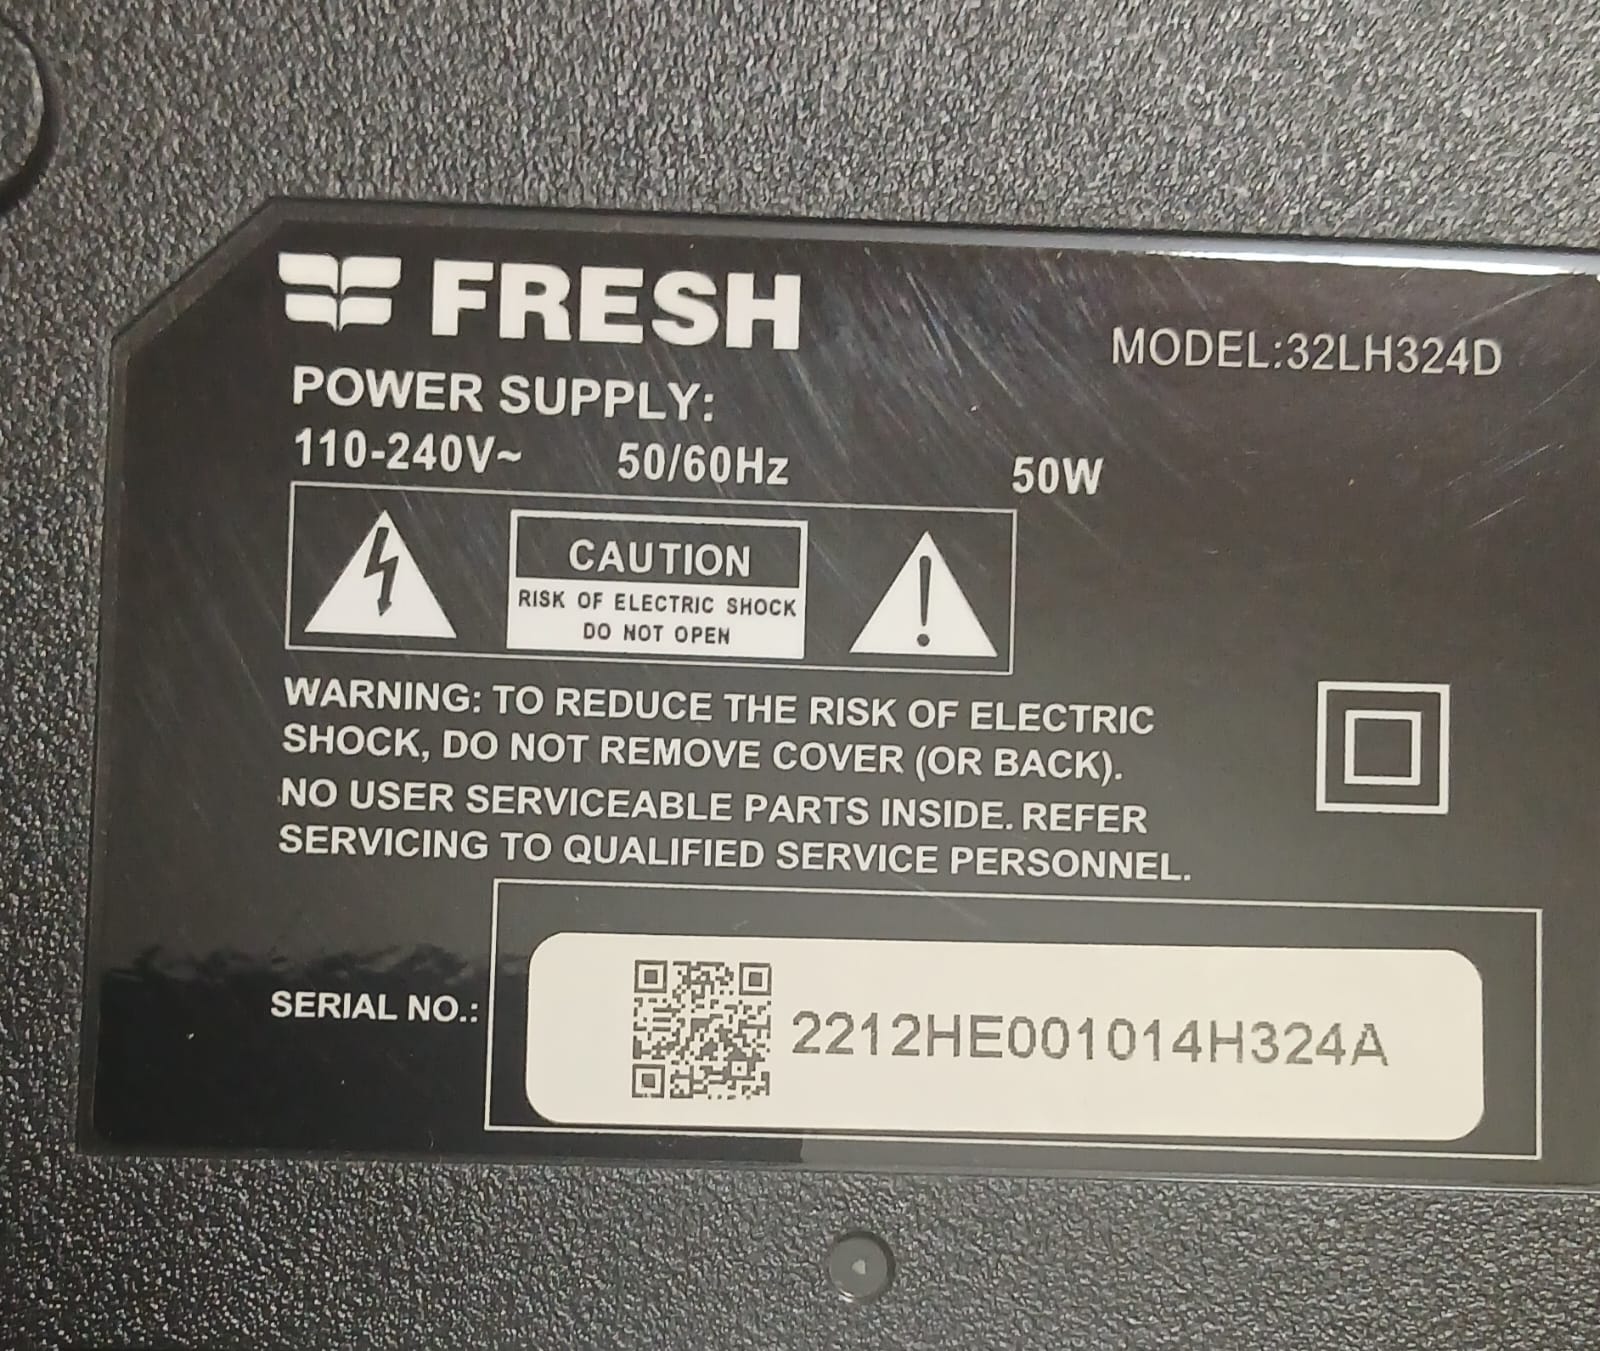 FRESH
MODEL:32LH324D
POWER SUPPLY:
110-240V~ 50/60Hz 50W
CAUTION
RISK OF ELECTRIC SHOCK
DO NOT OPEN
WARNING: TO REDUCE THE RISK OF ELECTRIC
SHOCK, DO NOT REMOVE COVER (OR BACK).
NO USER SERVICEABLE PARTS INSIDE. REFER
SERVICING TO QUALIFIED SERVICE PERSONNEL.
SERIAL NO.: 2212HE001014H324A